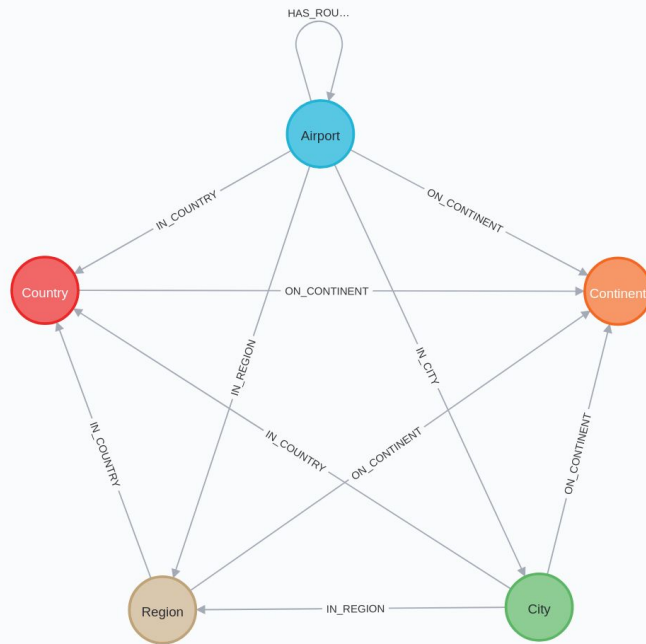 HAS_ROU…
Airport
IN_COUNTRY
ON_CONTINENT
Country
ON_CONTINENT
Continent
IN_REGION
IN_CITY
IN_COUNTRY
IN_COUNTRY
ON_CONTINENT
ON_CONTINENT
Region
IN_REGION
City